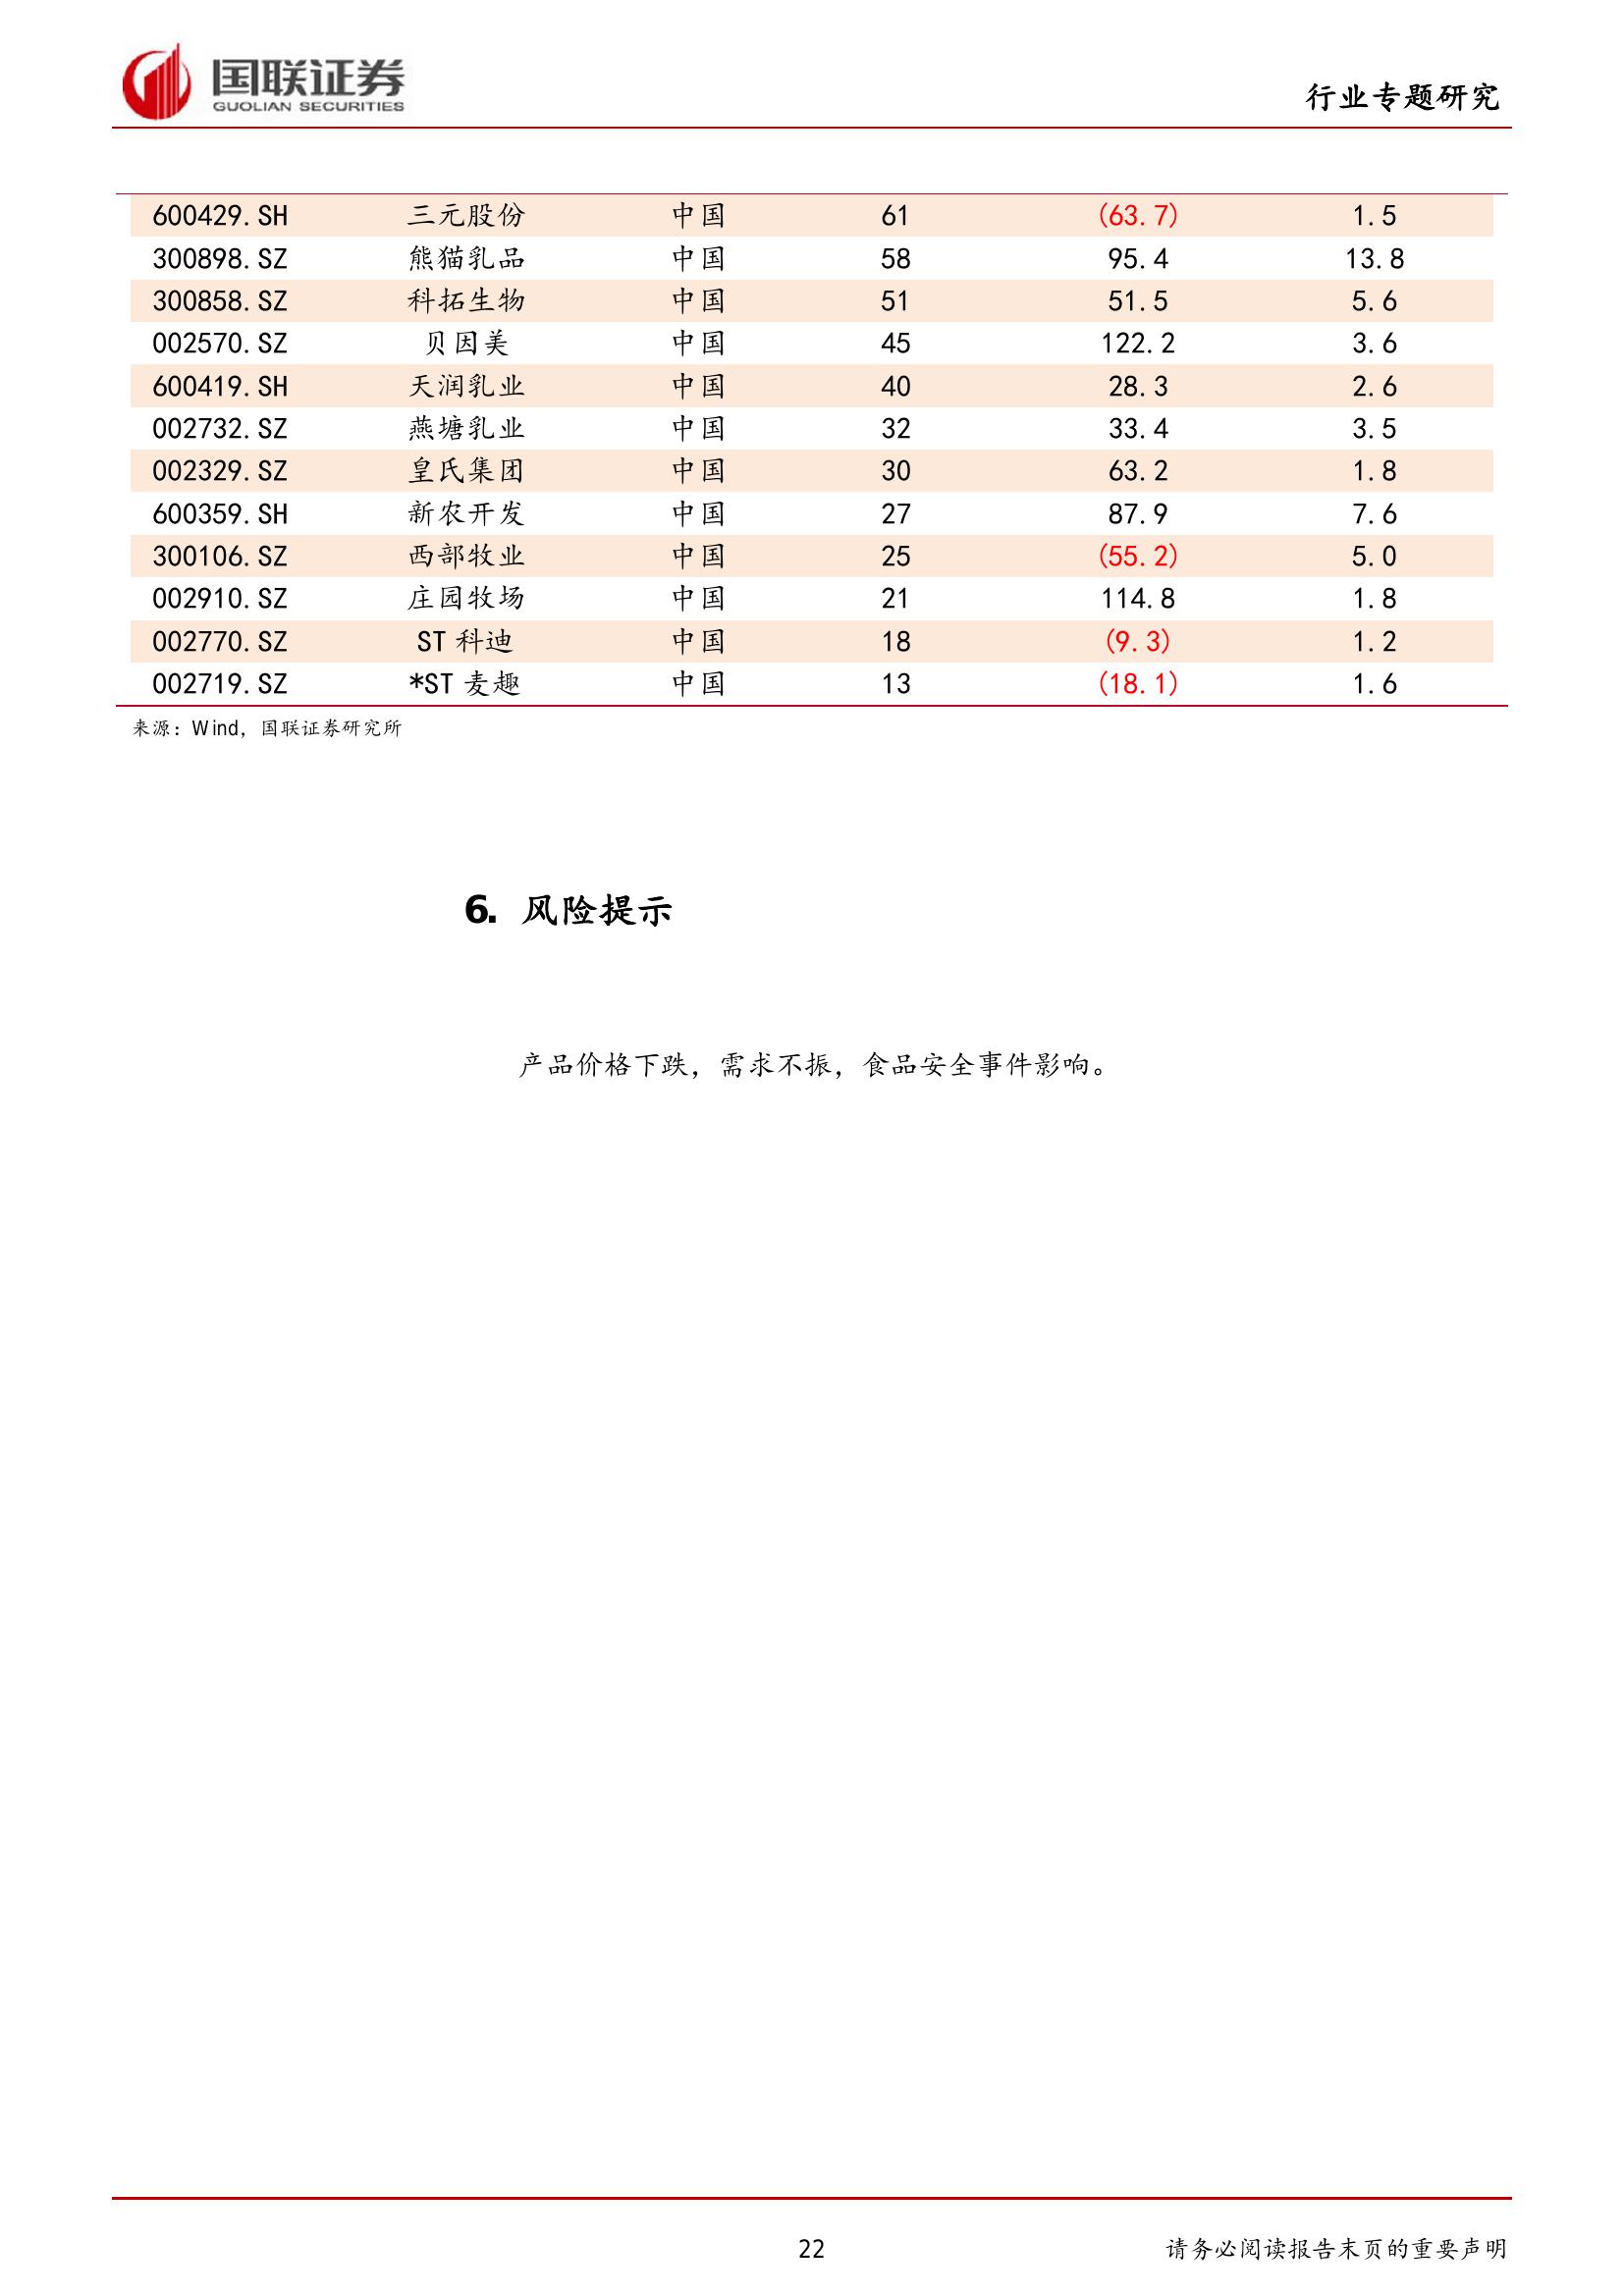 国联证券
GUOLIAN SECURITIES
行业专题研究
600429.SH 三元股份 中国 61 (63.7) 1.5
300898.SZ 熊猫乳品 中国 58 95.4 13.8
300858.SZ 科拓生物 中国 51 51.5 5.6
002570.SZ 贝因美 中国 45 122.2 3.6
600419.SH 天润乳业 中国 40 28.3 2.6
002732.SZ 燕塘乳业 中国 32 33.4 3.5
002329.SZ 皇氏集团 中国 30 63.2 1.8
600359.SH 新农开发 中国 27 87.9 7.6
300106.SZ 西部牧业 中国 25 (55.2) 5.0
002910.SZ 庄园牧场 中国 21 114.8 1.8
002770.SZ ST 科迪 中国 18 (9.3) 1.2
002719.SZ *ST 麦趣 中国 13 (18.1) 1.6
来源：Wind，国联证券研究所
6. 风险提示
产品价格下跌，需求不振，食品安全事件影响。
22 请务必阅读报告末页的重要声明